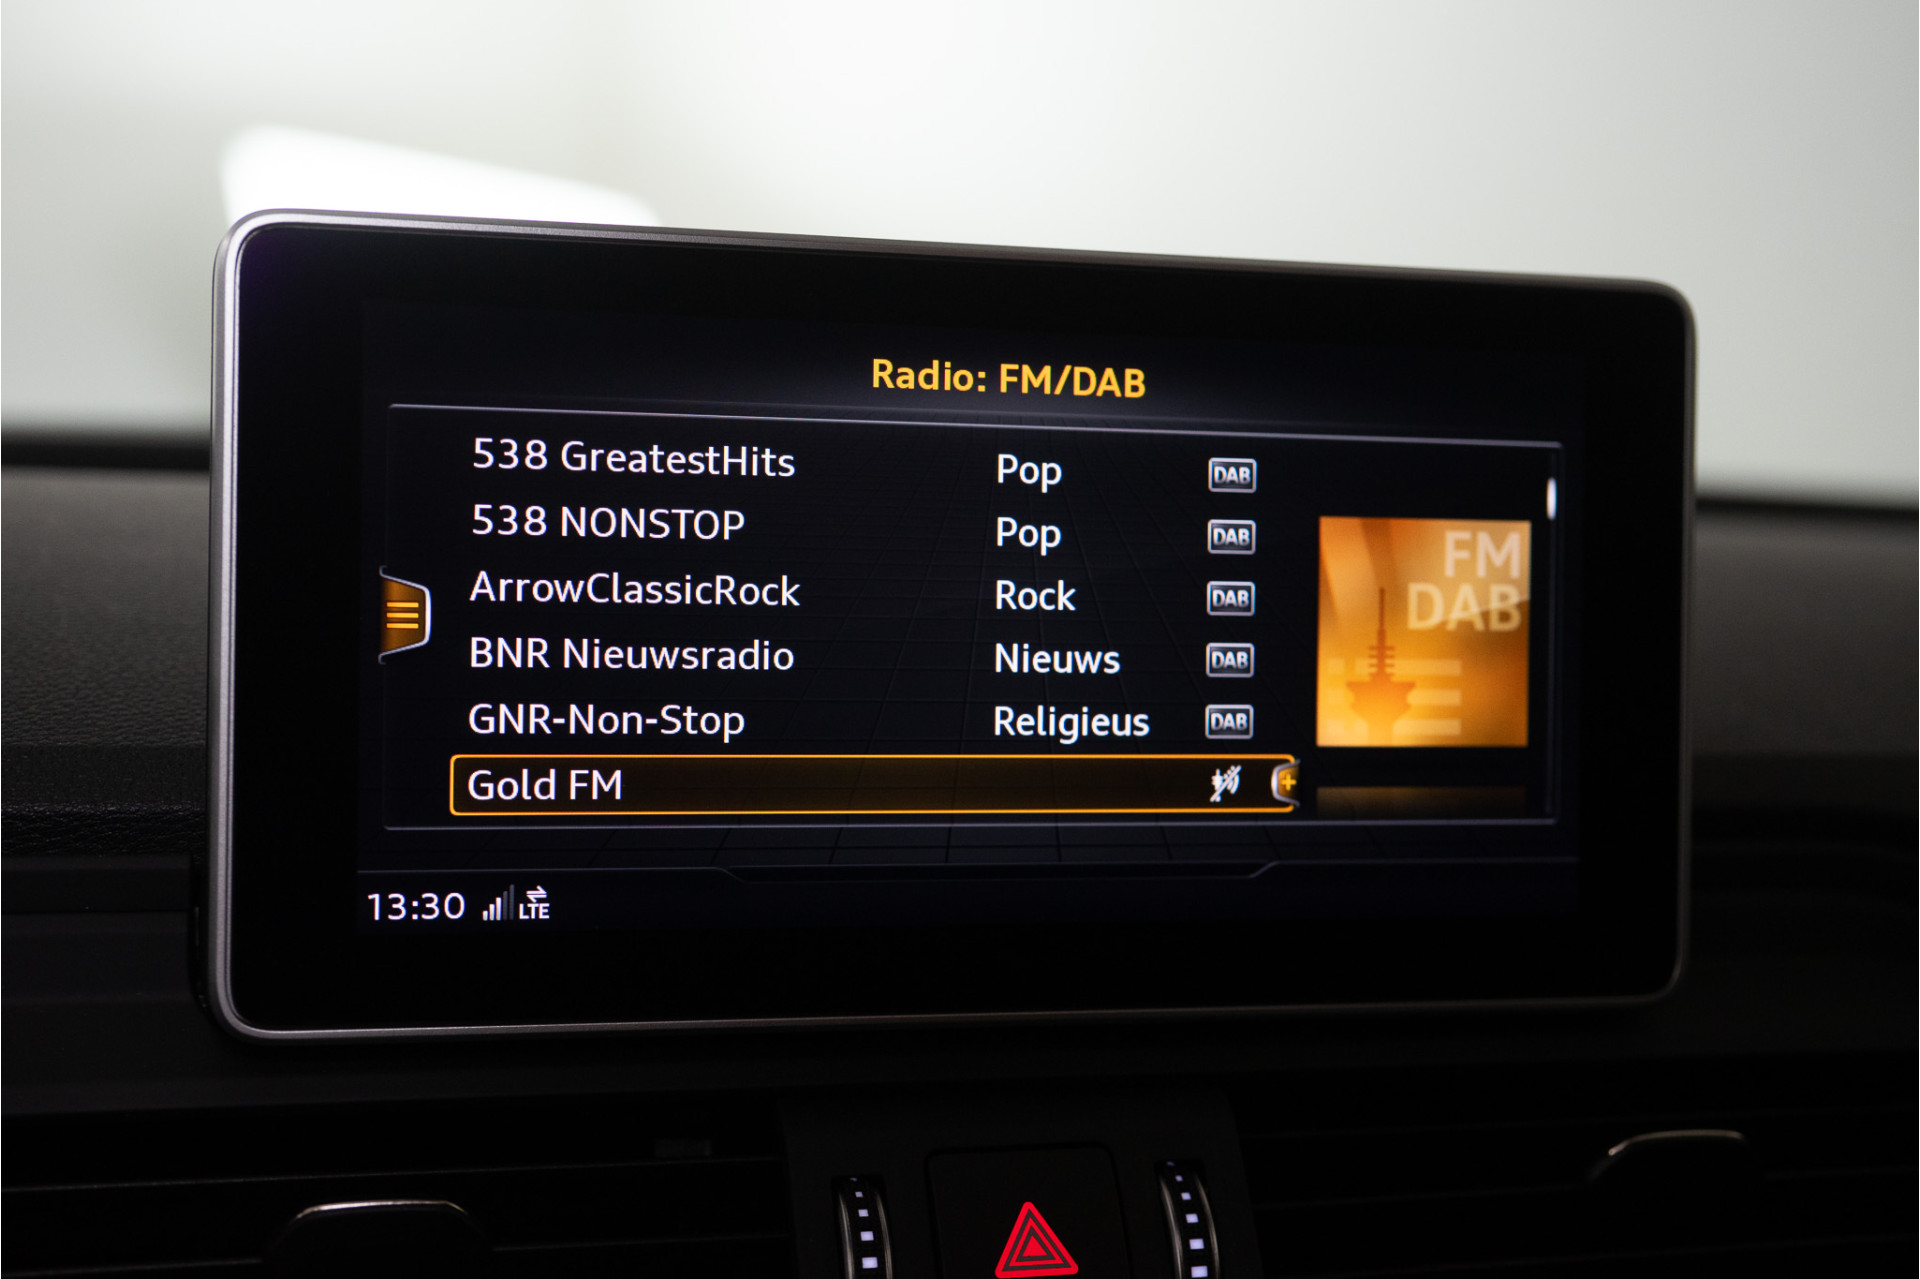 Radio: FM/DAB
538 GreatestHits Pop DAB
538 NONSTOP Pop DAB
ArrowClassicRock Rock DAB
BNR Nieuwsradio Nieuws DAB
GNR-Non-Stop Religieus DAB
Gold FM
FM
DAB
13:30 LTE